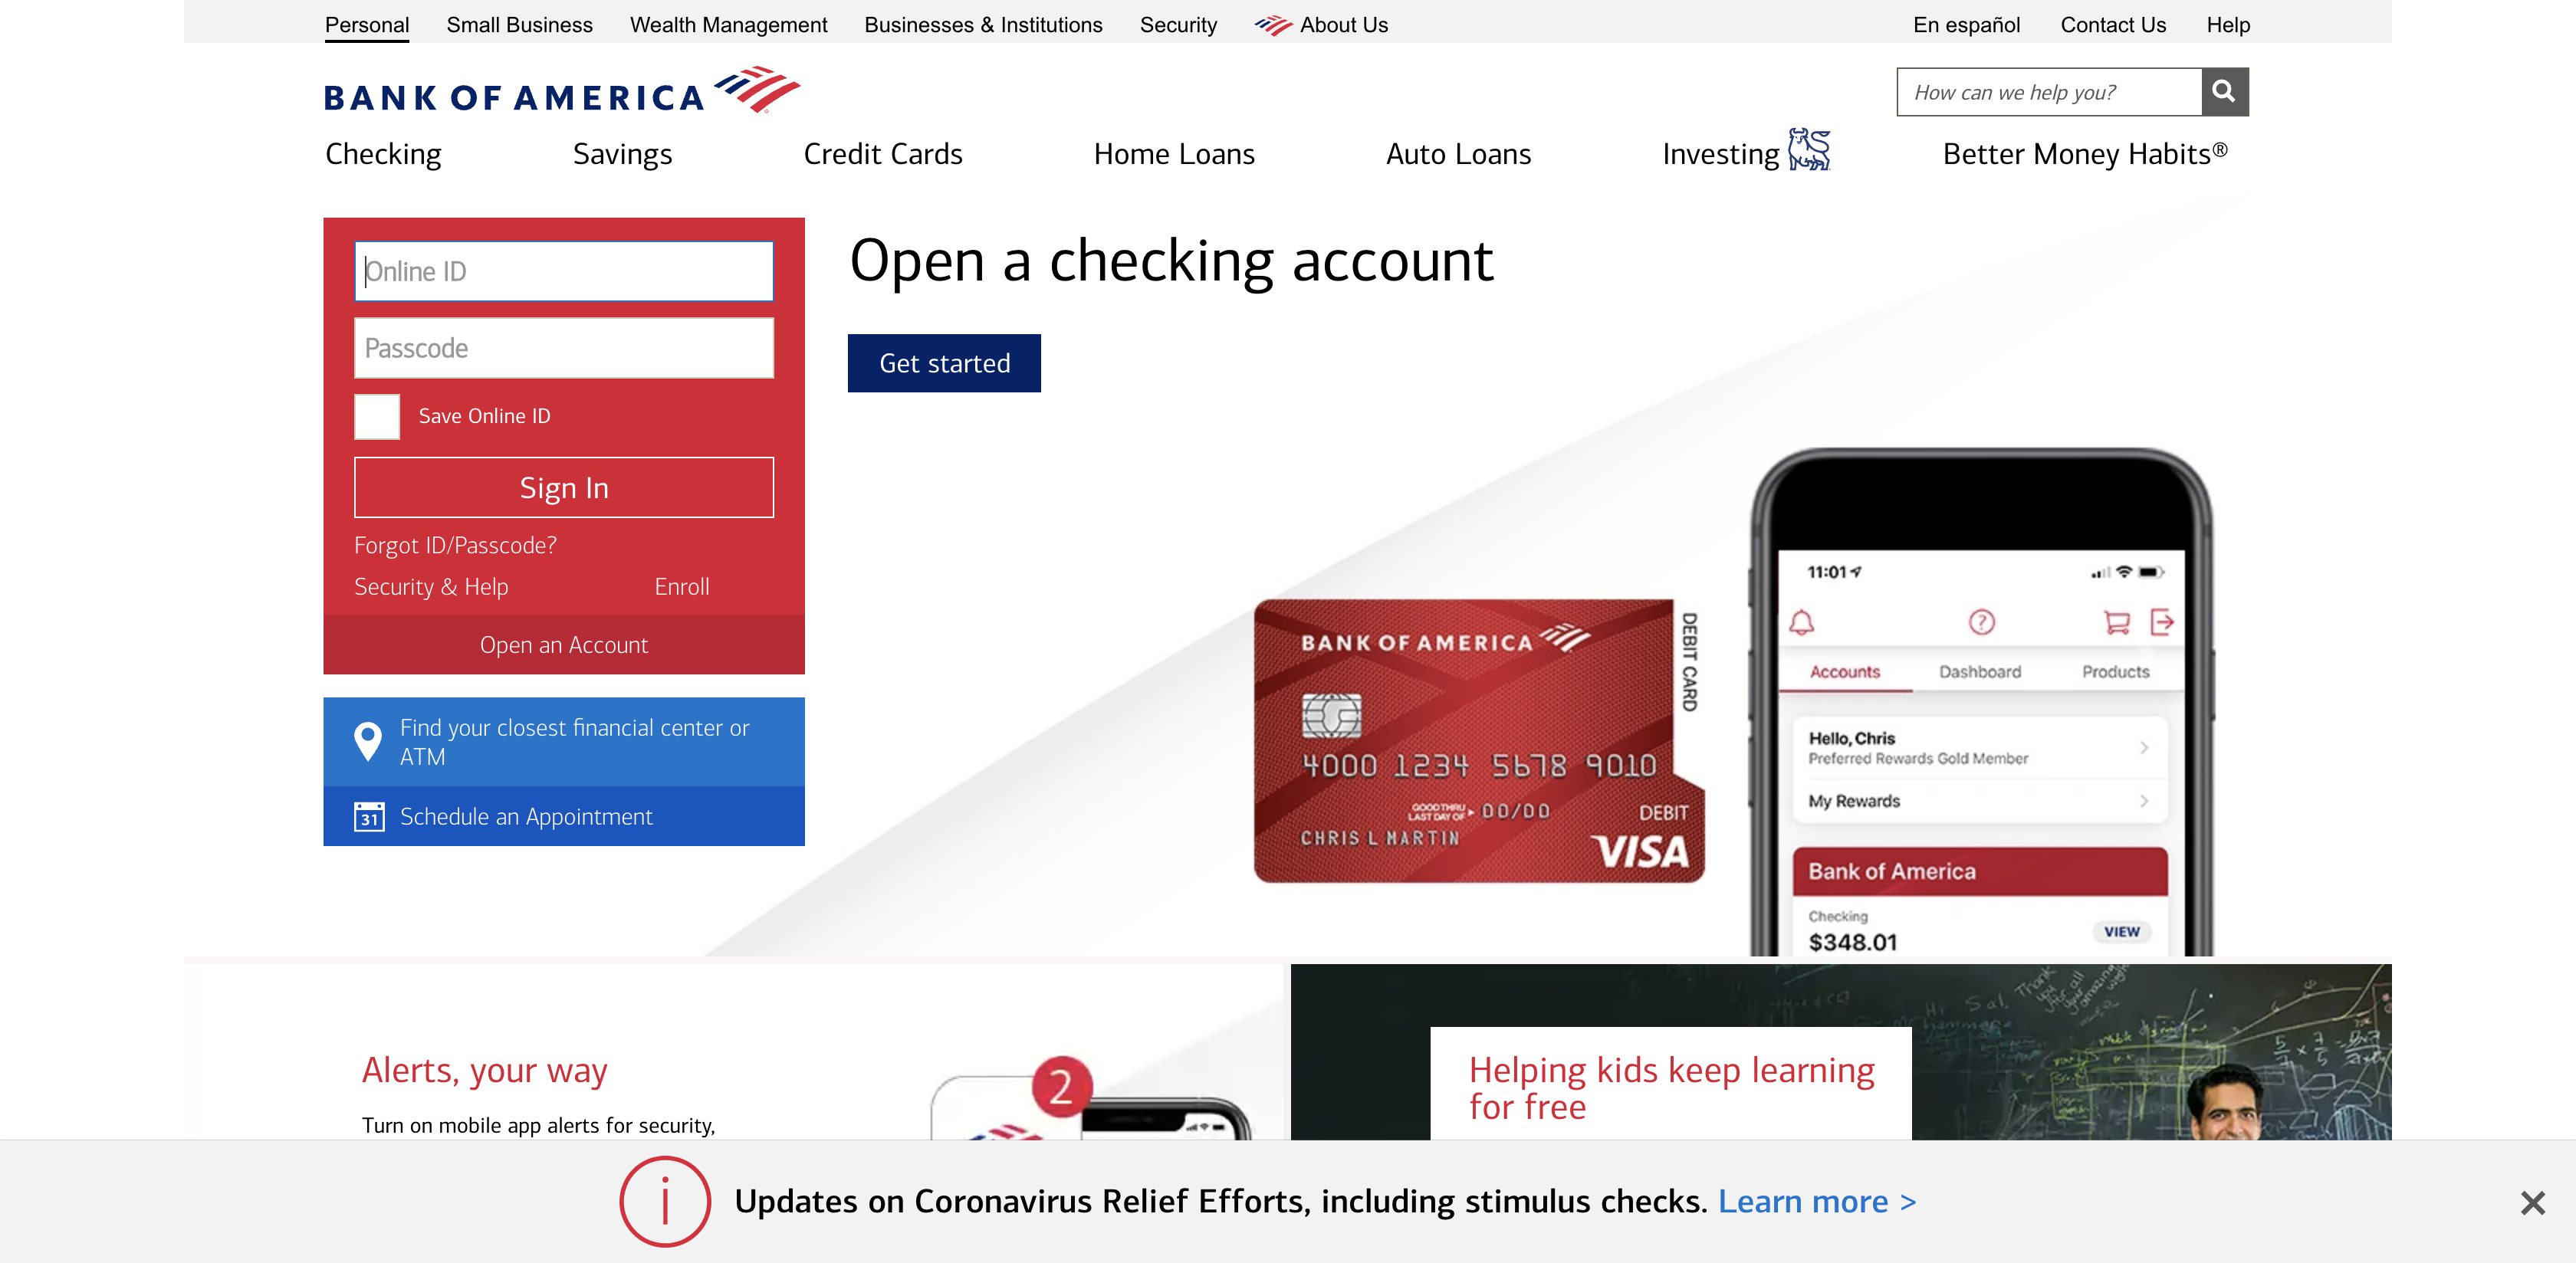 Personal Small Business Wealth Management Businesses & Institutions Security About Us En español Contact Us Help
BANK OF AMERICA
How can we help you?
Checking Savings Credit Cards Home Loans Auto Loans Investing Better Money Habits®
Online ID
Passcode
Save Online ID
Sign In
Forgot ID/Passcode?
Security & Help Enroll
Open an Account
Find your closest financial center or
ATM
31
Schedule an Appointment
Open a checking account
Get started
BANK OF AMERICA
DEBIT CARD
4000 1234 5678 9010
GOOD THRU
LAST DAY OF
00/00
DEBIT
CHRIS L MARTIN
VISA
11:01
?
Accounts Dashboard Products
Hello, Chris
Preferred Rewards Gold Member
My Rewards
Bank of America
Checking
$348.01
VIEW
Alerts, your way
Turn on mobile app alerts for security,
2
Hi Sal,
Thank
you for all
Helping kids keep learning
for free
i
Updates on Coronavirus Relief Efforts, including stimulus checks. Learn more >